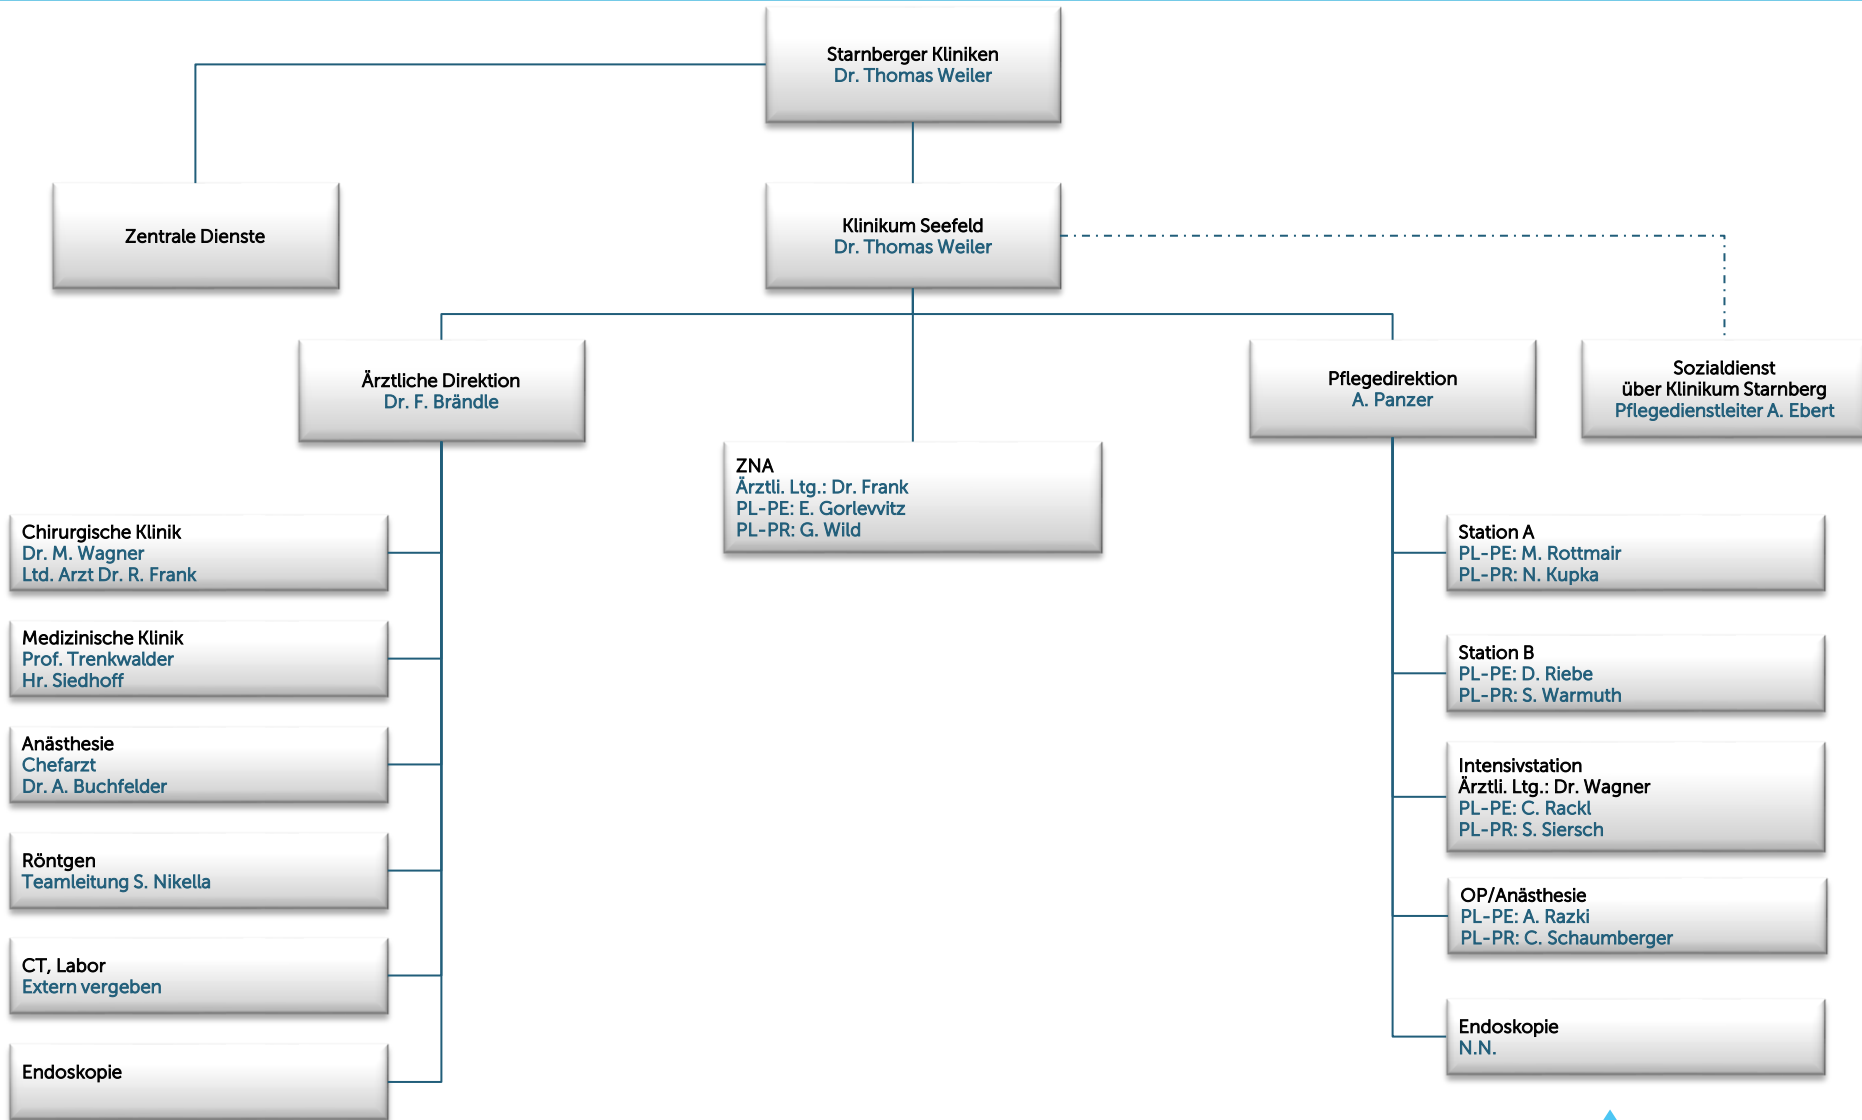 Starnberger Kliniken
Dr. Thomas Weiler
Zentrale Dienste
Klinikum Seefeld
Dr. Thomas Weiler
Ärztliche Direktion
Dr. F. Brändle
Pflegedirektion
A. Panzer
Sozialdienst
über Klinikum Starnberg
Pflegedienstleiter A. Ebert
ZNA
Ärztli. Ltg.: Dr. Frank
PL-PE: E. Gorlevvitz
PL-PR: G. Wild
Chirurgische Klinik
Dr. M. Wagner
Ltd. Arzt Dr. R. Frank
Medizinische Klinik
Prof. Trenkwalder
Hr. Siedhoff
Anästhesie
Chefarzt
Dr. A. Buchfelder
Röntgen
Teamleitung S. Nikella
CT, Labor
Extern vergeben
Endoskopie
Station A
PL-PE: M. Rottmair
PL-PR: N. Kupka
Station B
PL-PE: D. Riebe
PL-PR: S. Warmuth
Intensivstation
Ärztli. Ltg.: Dr. Wagner
PL-PE: C. Rackl
PL-PR: S. Siersch
OP/Anästhesie
PL-PE: A. Razki
PL-PR: C. Schaumberger
Endoskopie
N.N.